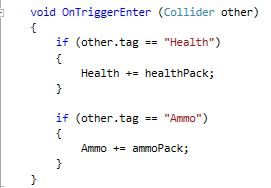 void OnTriggerEnter (Collider other)
{
if (other.tag == "Health")
{
Health += healthPack;
}
if (other.tag == "Ammo")
{
Ammo += ammoPack;
}
}